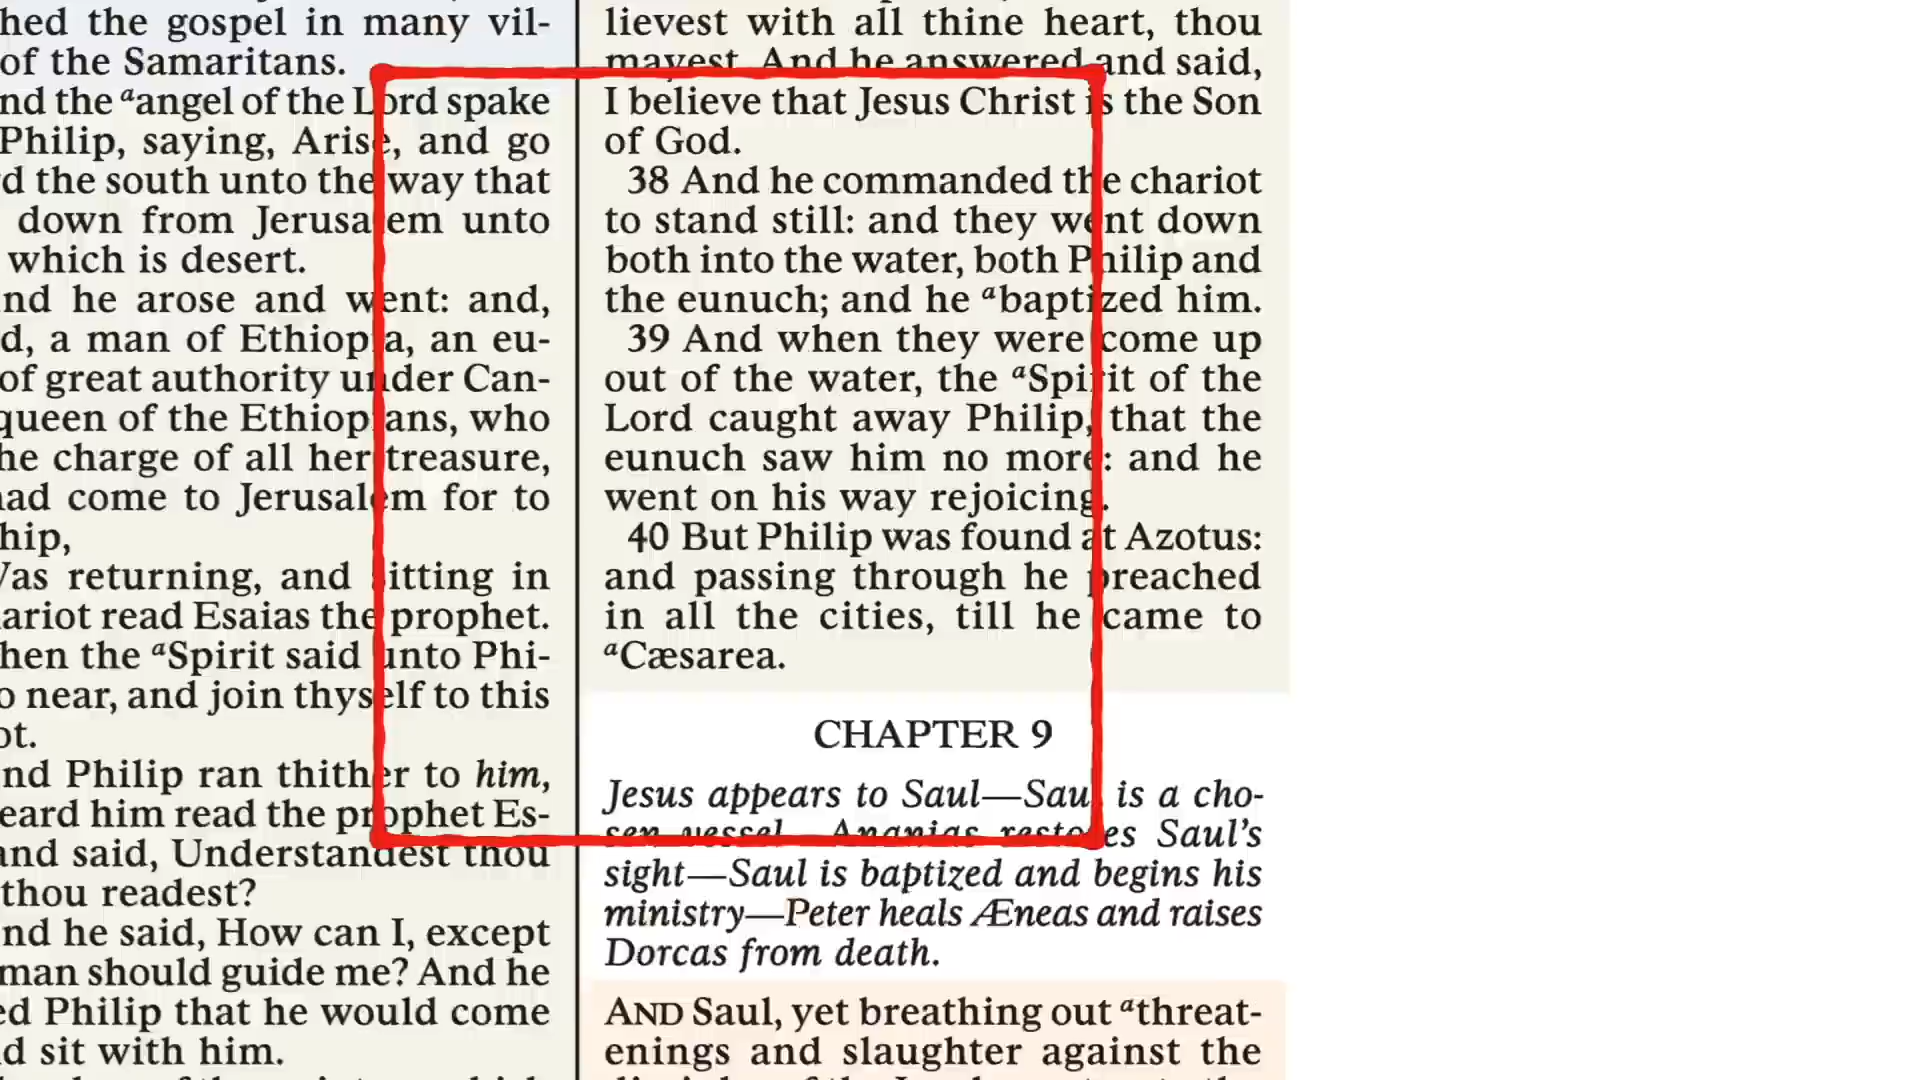 hed the gospel in many vil-
of the Samaritans.
nd the ᵃangel of the Lord spake
Philip, saying, Arise, and go
d the south unto the way that
down from Jerusalem unto
which is desert.
nd he arose and went: and,
d, a man of Ethiopia, an eu-
of great authority under Can-
queen of the Ethiopians, who
he charge of all her treasure,
had come to Jerusalem for to
hip,
Was returning, and sitting in
ariot read Esaias the prophet.
hen the ᵃSpirit said unto Phi-
o near, and join thyself to this
ot.
nd Philip ran thither to him,
eard him read the prophet Es-
and said, Understandest thou
thou readest?
nd he said, How can I, except
man should guide me? And he
ed Philip that he would come
d sit with him.
lievest with all thine heart, thou
mayest. And he answered and said,
I believe that Jesus Christ is the Son
of God.
38 And he commanded the chariot
to stand still: and they went down
both into the water, both Philip and
the eunuch; and he ᵃbaptized him.
39 And when they were come up
out of the water, the ᵃSpirit of the
Lord caught away Philip, that the
eunuch saw him no more: and he
went on his way rejoicing.
40 But Philip was found at Azotus:
and passing through he preached
in all the cities, till he came to
ᵃCæsarea.
CHAPTER 9
Jesus appears to Saul—Saul is a cho-
sen vessel—Ananias restores Saul's
sight—Saul is baptized and begins his
ministry—Peter heals Æneas and raises
Dorcas from death.
AND Saul, yet breathing out ᵃthreat-
enings and slaughter against the